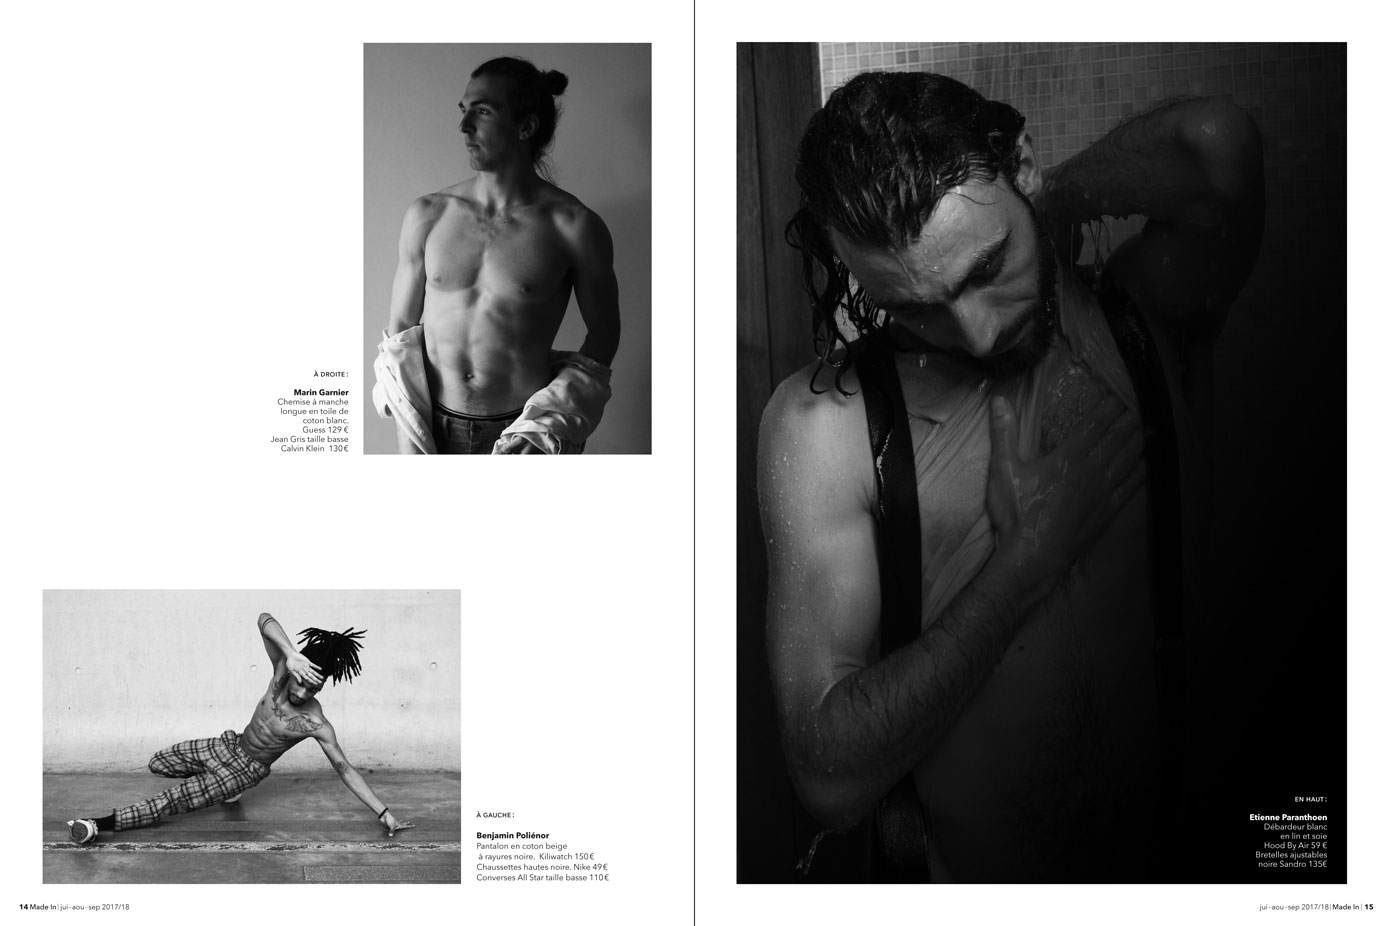 À DROITE :
Marin Garnier
Chemise à manche
longue en toile de
coton blanc.
Guess 129 €
Jean Gris taille basse
Calvin Klein 130€
À GAUCHE :
Benjamin Poliénor
Pantalon en coton beige
à rayures noire. Kiliwatch 150€
Chaussettes hautes noire. Nike 49€
Converses All Star taille basse 110€
14 Made In | jui-aou-sep 2017/18
EN HAUT :
Etienne Paranthoen
Débardeur blanc
en lin et soie
Hood By Air 59 €
Bretelles ajustables
noire Sandro 135€
jui-aou-sep 2017/18 | Made In | 15